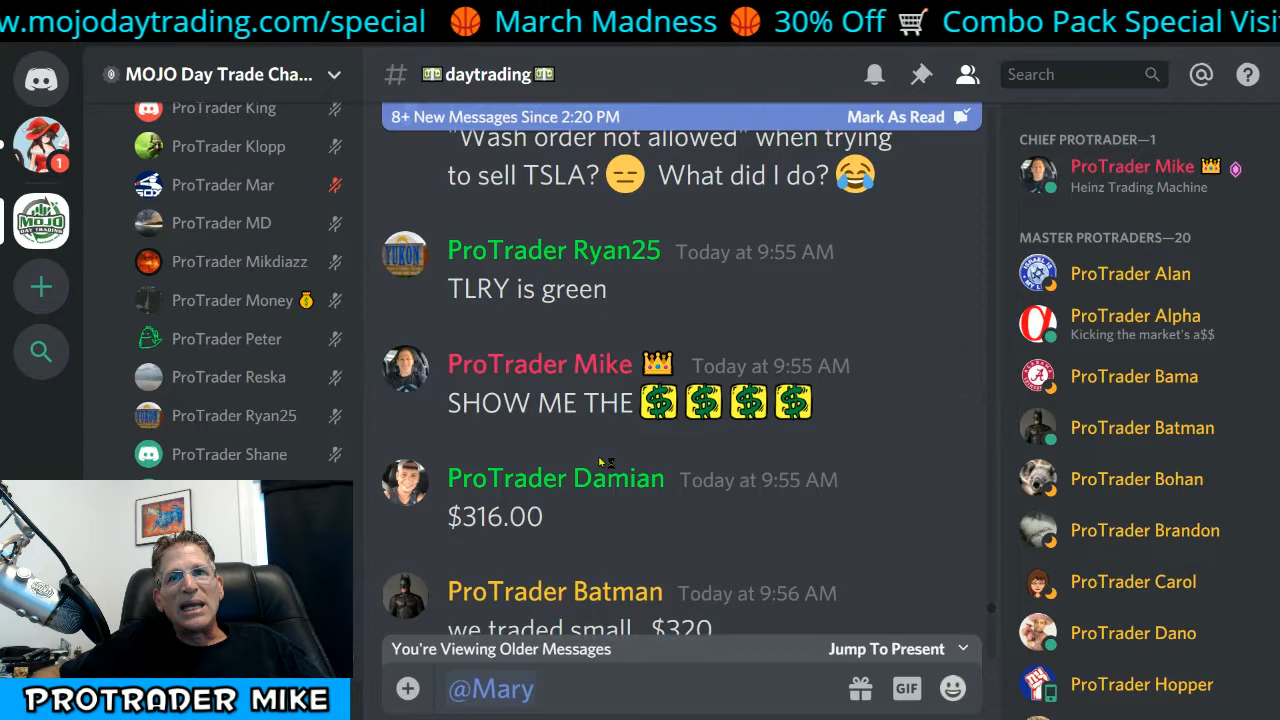 w.mojodaytrading.com/special 🏀 March Madness 🏀 30% Off 🛒 Combo Pack Special Visi
MOJO Day Trade Cha...
ProTrader King
ProTrader Klopp
ProTrader Mar
ProTrader MD
ProTrader Mikdiazz
ProTrader Money 💰
ProTrader Peter
ProTrader Reska
ProTrader Ryan25
ProTrader Shane
PROTRADER MIKE
# 💵daytrading💵
Search
8+ New Messages Since 2:20 PM Mark As Read
"Wash order not allowed" when trying
to sell TSLA? 😑 What did I do? 😂
ProTrader Ryan25 Today at 9:55 AM
TLRY is green
ProTrader Mike 👑 Today at 9:55 AM
SHOW ME THE 💲💲💲💲
ProTrader Damian Today at 9:55 AM
$316.00
ProTrader Batman Today at 9:56 AM
we traded small.. $320
You're Viewing Older Messages Jump To Present
@Mary
GIF
CHIEF PROTRADER—1
ProTrader Mike 👑
Heinz Trading Machine
MASTER PROTRADERS—20
ProTrader Alan
ProTrader Alpha
Kicking the market's a$$
ProTrader Bama
ProTrader Batman
ProTrader Bohan
ProTrader Brandon
ProTrader Carol
ProTrader Dano
ProTrader Hopper